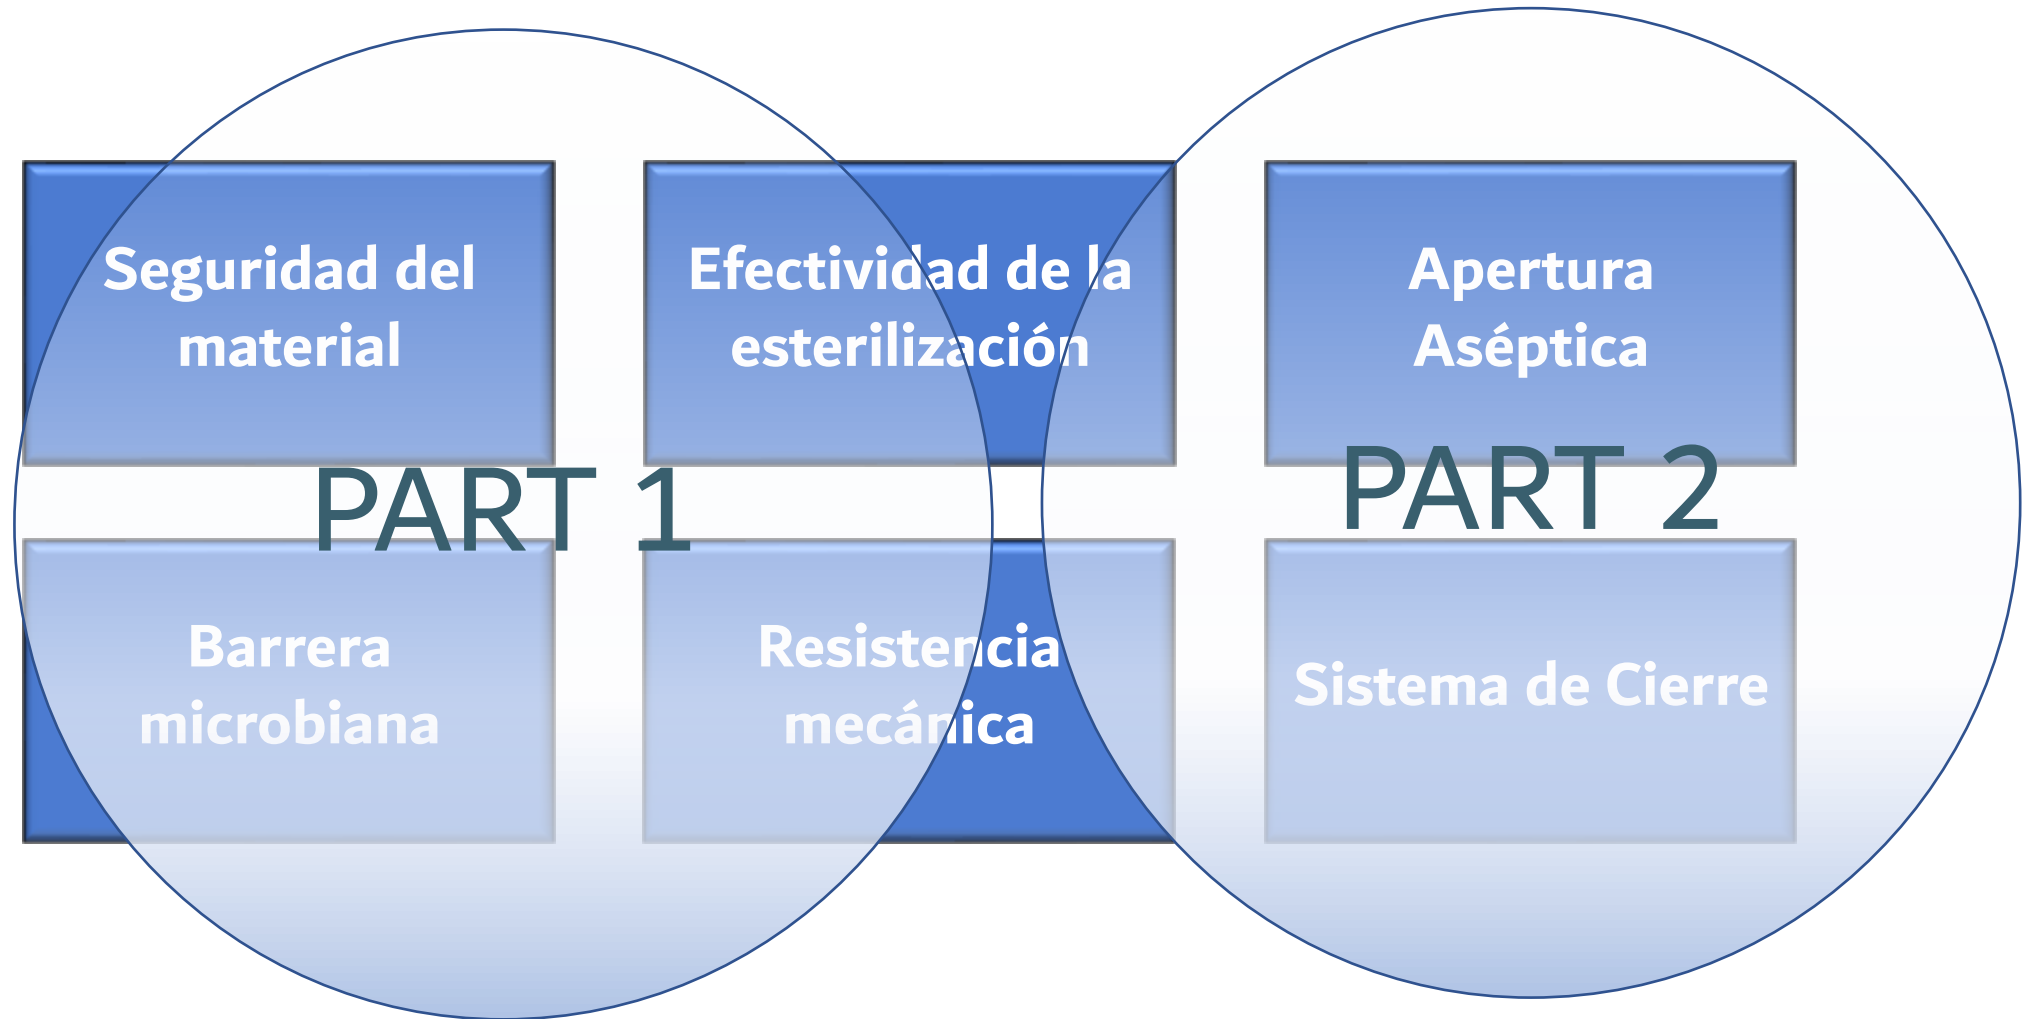 Seguridad del
material
Efectividad de la
esterilización
Apertura
Aséptica
PART 1
PART 2
Barrera
microbiana
Resistencia
mecánica
Sistema de Cierre